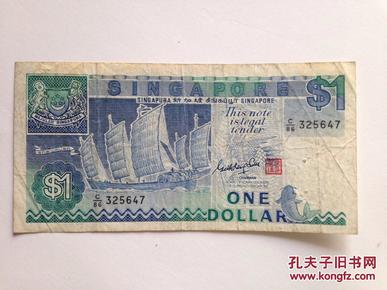 SINGAPORE $1
SINGAPURA 新加坡 சிங்கப்பூர் SINGAPORE
This note
is legal
tender
C/86 325647
CHAIRMAN
C/86 325647
$1
ONE
DOLLAR
孔夫子旧书网
www.kongfz.com